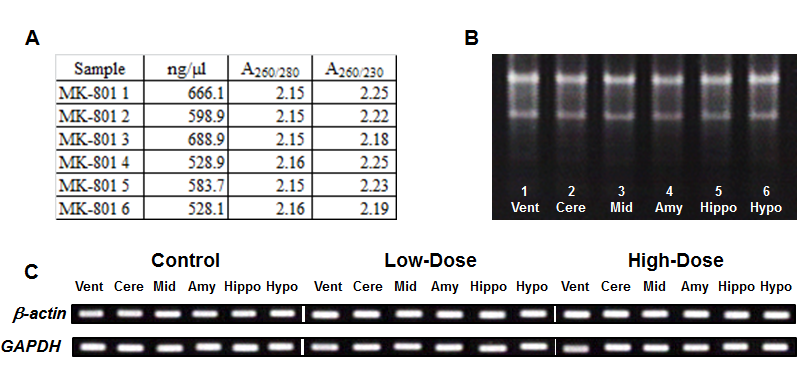 A
Sample ng/µl A260/280 A260/230
MK-801 1 666.1 2.15 2.25
MK-801 2 598.9 2.15 2.22
MK-801 3 688.9 2.15 2.18
MK-801 4 528.9 2.16 2.25
MK-801 5 583.7 2.15 2.23
MK-801 6 528.1 2.16 2.19
B
1 2 3 4 5 6
Vent Cere Mid Amy Hippo Hypo
C
Control Low-Dose High-Dose
Vent Cere Mid Amy Hippo Hypo Vent Cere Mid Amy Hippo Hypo Vent Cere Mid Amy Hippo Hypo
β-actin
GAPDH